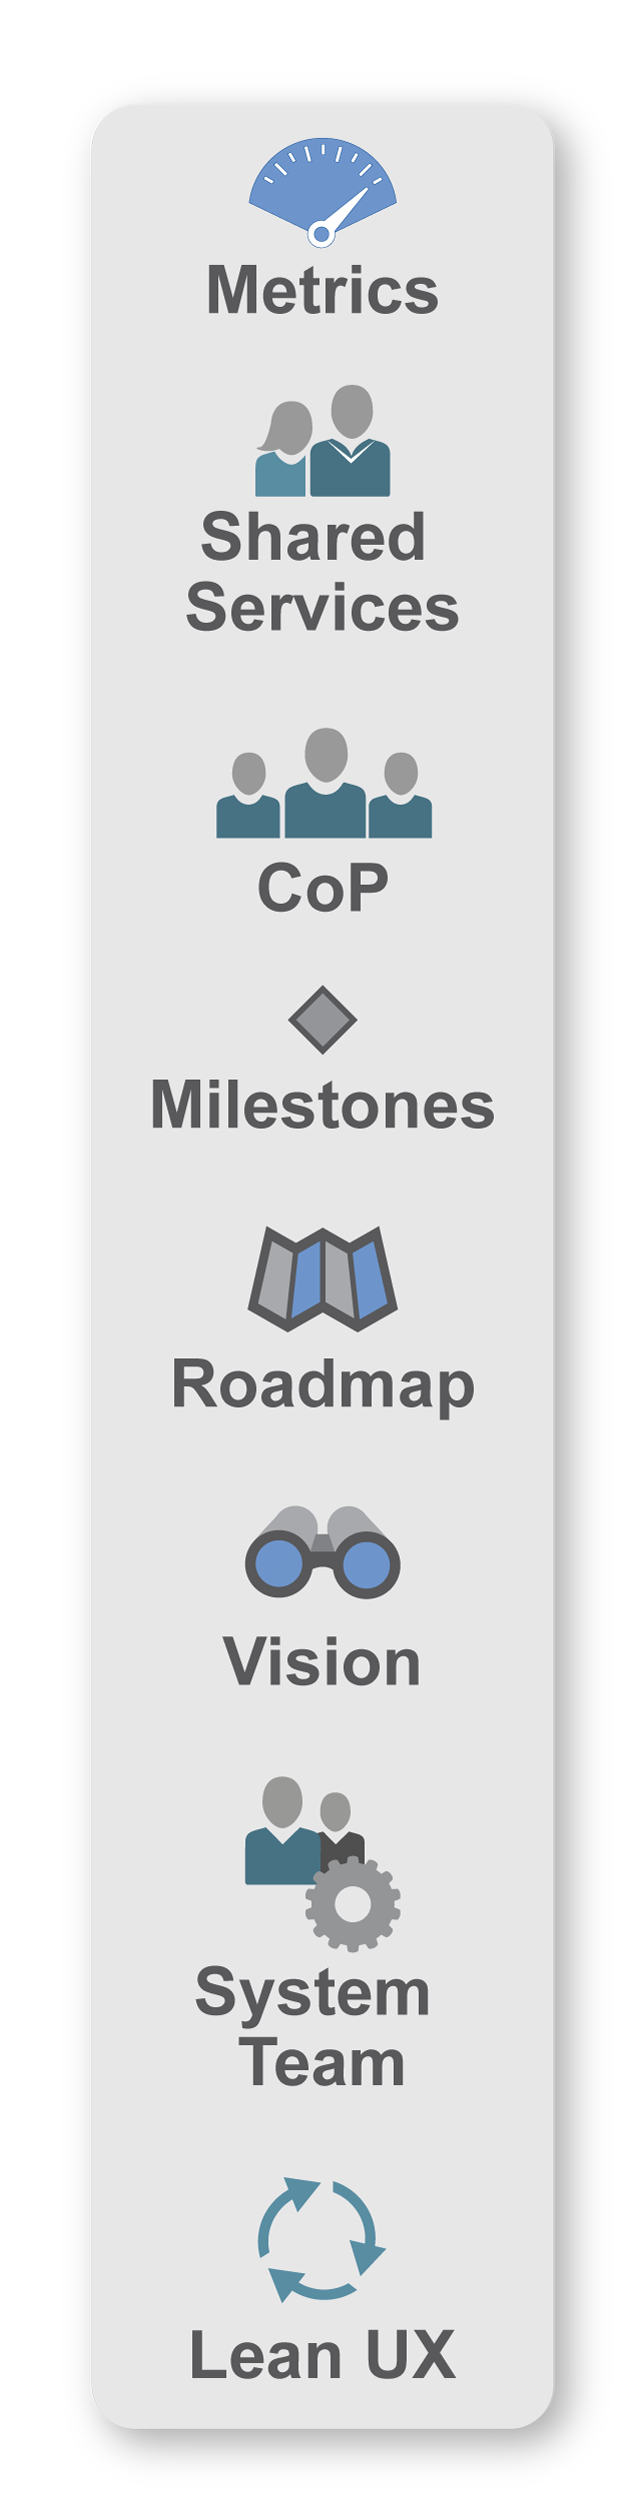 Metrics
Shared
Services
CoP
Milestones
Roadmap
Vision
System
Team
Lean UX